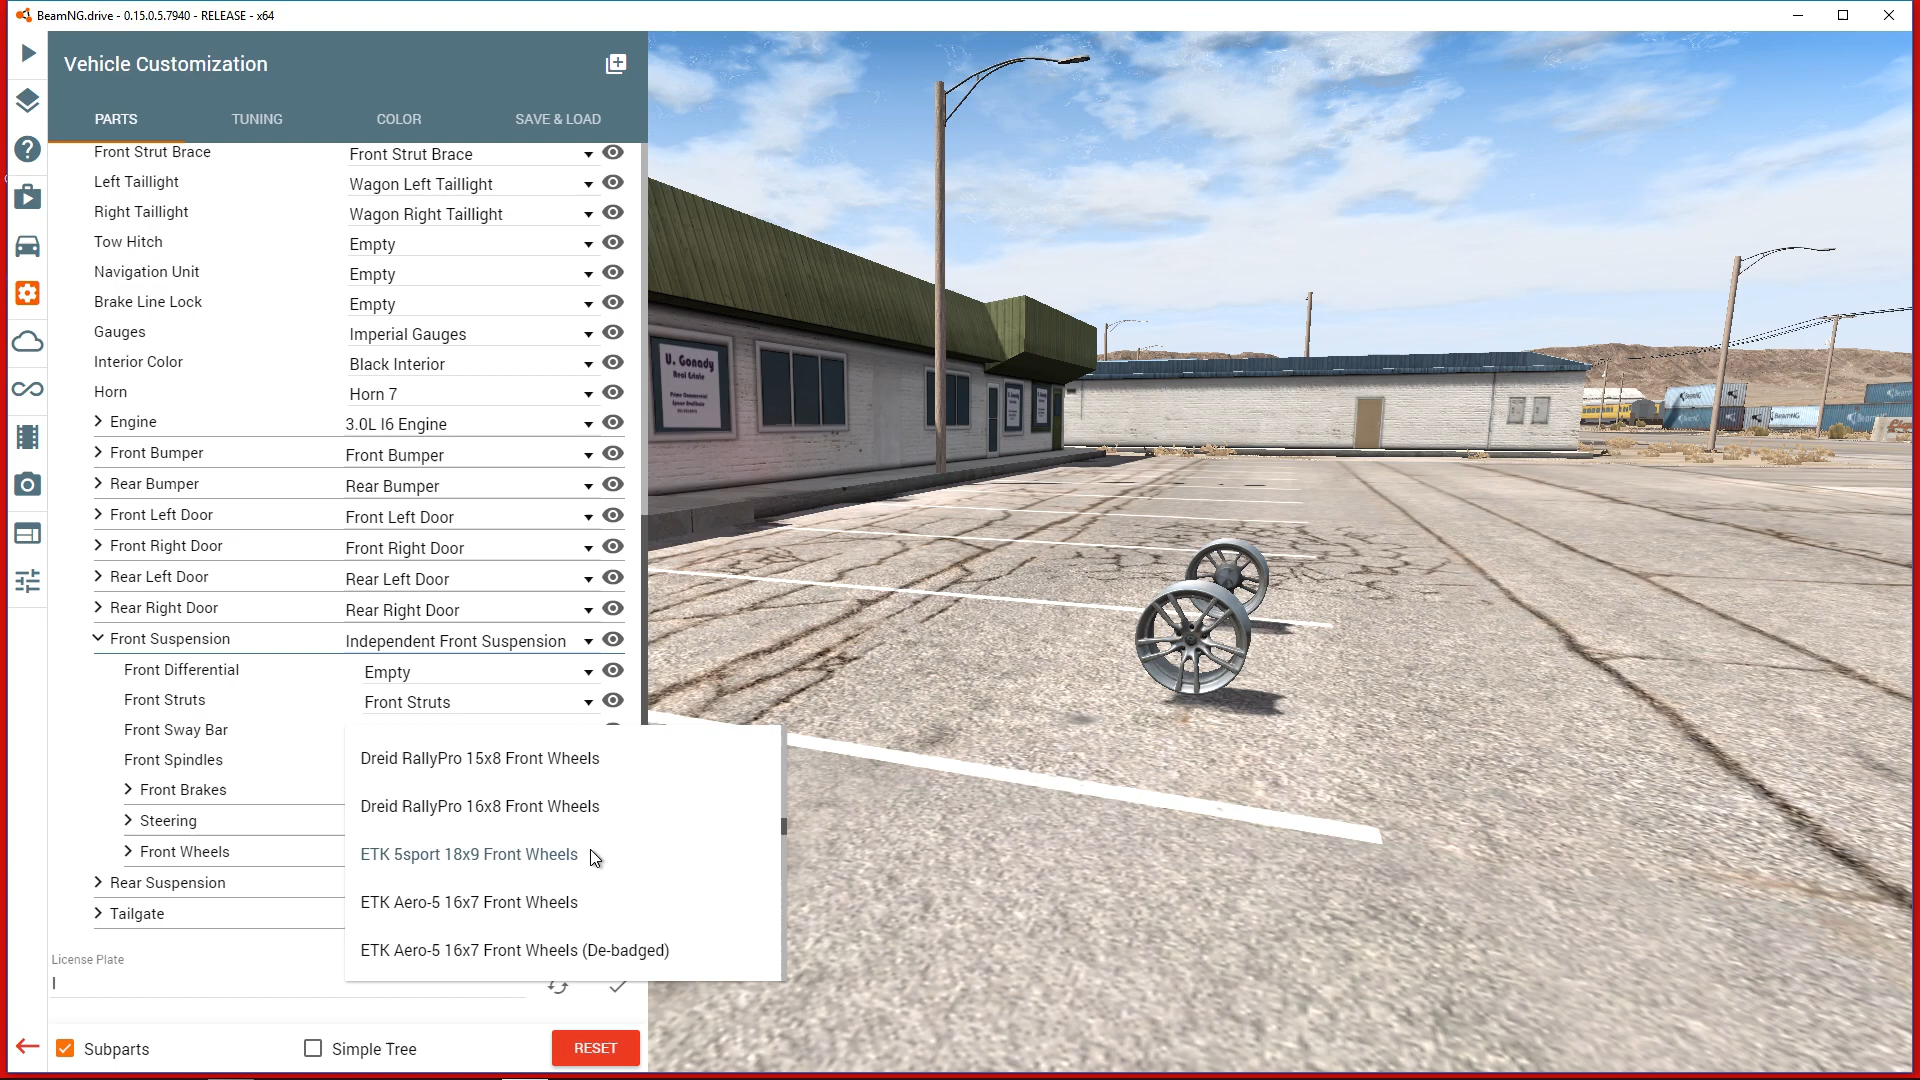 BeamNG.drive - 0.15.0.5.7940 - RELEASE - x64
Vehicle Customization
PARTS TUNING COLOR SAVE & LOAD
Front Strut Brace Front Strut Brace
Left Taillight Wagon Left Taillight
Right Taillight Wagon Right Taillight
Tow Hitch Empty
Navigation Unit Empty
Brake Line Lock Empty
Gauges Imperial Gauges
Interior Color Black Interior
Horn Horn 7
Engine 3.0L I6 Engine
Front Bumper Front Bumper
Rear Bumper Rear Bumper
Front Left Door Front Left Door
Front Right Door Front Right Door
Rear Left Door Rear Left Door
Rear Right Door Rear Right Door
Front Suspension Independent Front Suspension
Front Differential Empty
Front Struts Front Struts
Front Sway Bar
Front Spindles
Front Brakes
Steering
Front Wheels
Rear Suspension
Tailgate
Dreid RallyPro 15x8 Front Wheels
Dreid RallyPro 16x8 Front Wheels
ETK 5sport 18x9 Front Wheels
ETK Aero-5 16x7 Front Wheels
ETK Aero-5 16x7 Front Wheels (De-badged)
License Plate
Subparts Simple Tree RESET
U. Gonady
Real Estate
BeamNG
BeamNG